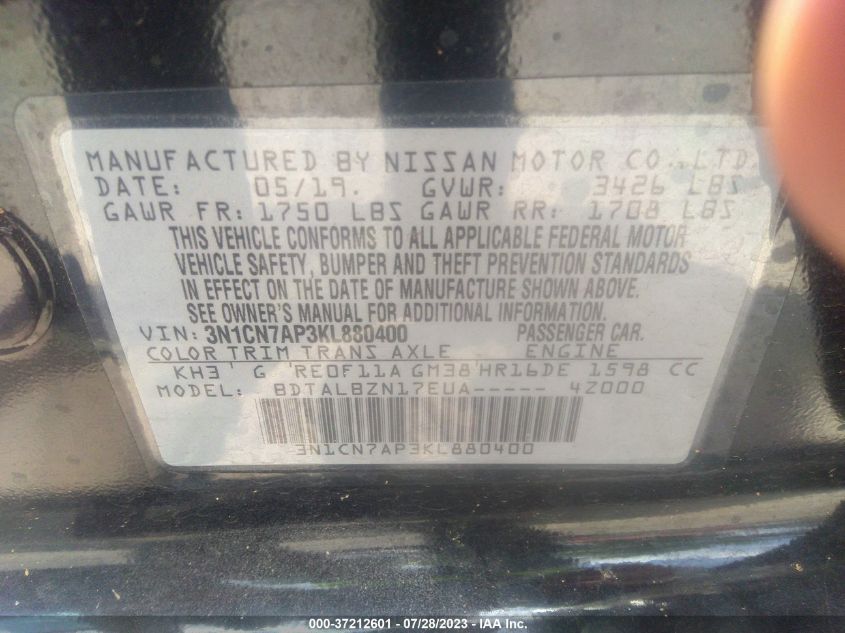 MANUFACTURED BY NISSAN MOTOR CO.,LTD.
DATE: 05/19. GVWR: 3426 LBS
GAWR FR: 1750 LBS GAWR RR: 1708 LBS
THIS VEHICLE CONFORMS TO ALL APPLICABLE FEDERAL MOTOR
VEHICLE SAFETY, BUMPER AND THEFT PREVENTION STANDARDS
IN EFFECT ON THE DATE OF MANUFACTURE SHOWN ABOVE.
SEE OWNER'S MANUAL FOR ADDITIONAL INFORMATION.
VIN: 3N1CN7AP3KL880400 PASSENGER CAR.
COLOR TRIM TRANS AXLE ENGINE
KH3 ' G 'RE0F11A GM38'HR16DE 1598 CC
MODEL: BDTALBZN17EUA----- 4Z000
3N1CN7AP3KL880400
000-37212601 / 07/28/2023 - © IAA Inc.